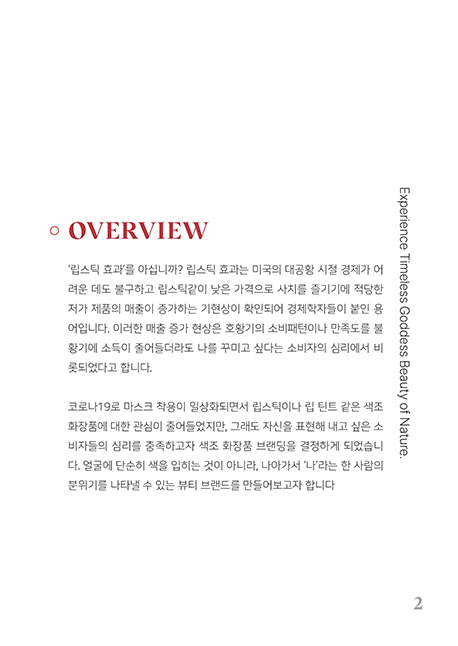 OVERVIEW
‘립스틱 효과’를 아십니까? 립스틱 효과는 미국의 대공황 시절 경제가 어
려운 데도 불구하고 립스틱같이 낮은 가격으로 사치를 즐기기에 적당한
저가 제품의 매출이 증가하는 기현상이 확인되어 경제학자들이 붙인 용
어입니다. 이러한 매출 증가 현상은 호황기의 소비패턴이나 만족도를 불
황기에 소득이 줄어들더라도 나를 꾸미고 싶다는 소비자의 심리에서 비
롯되었다고 합니다.
코로나19로 마스크 착용이 일상화되면서 립스틱이나 립 틴트 같은 색조
화장품에 대한 관심이 줄어들었지만, 그래도 자신을 표현해 내고 싶은 소
비자들의 심리를 충족하고자 색조 화장품 브랜딩을 결정하게 되었습니
다. 얼굴에 단순히 색을 입히는 것이 아니라, 나아가서 ‘나’라는 한 사람의
분위기를 나타낼 수 있는 뷰티 브랜드를 만들어보고자 합니다
Experience Timeless Goddess Beauty of Nature.
2